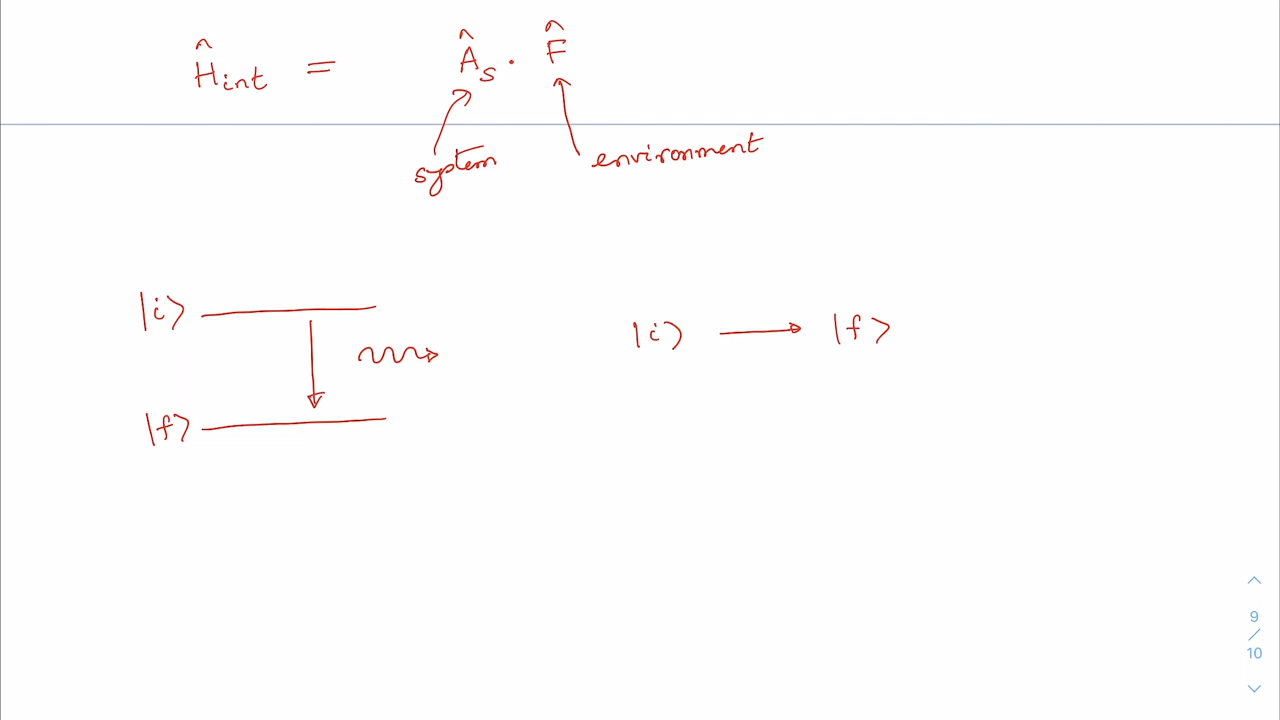 Ĥint = Âs · F̂
system environment
|i⟩
|i⟩ → |f⟩
|f⟩
9
/
10